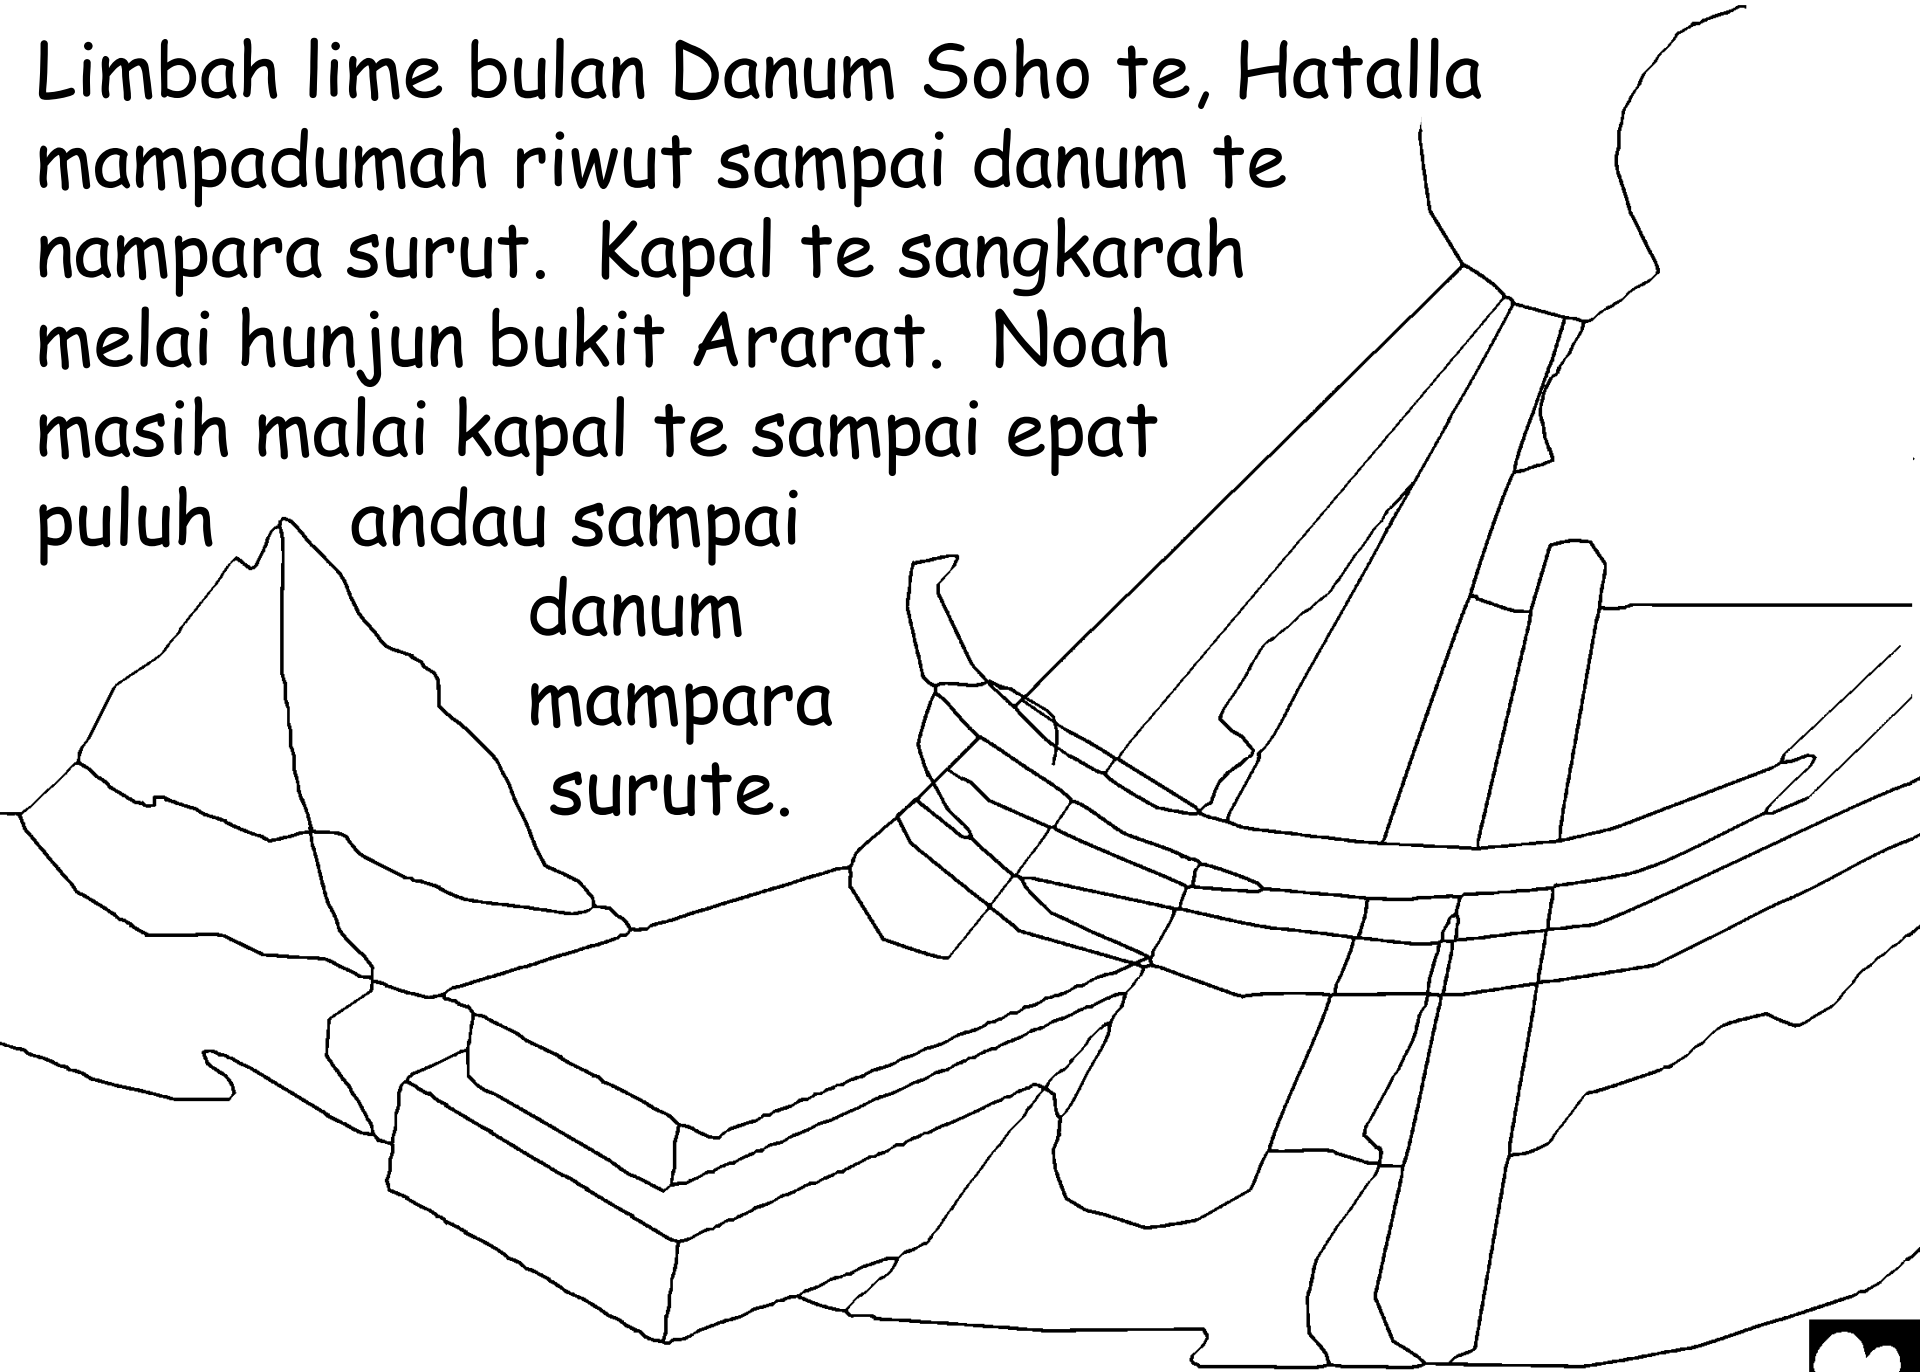 Limbah lime bulan Danum Soho te, Hatalla
mampadumah riwut sampai danum te
nampara surut. Kapal te sangkarah
melai hunjun bukit Ararat. Noah
masih malai kapal te sampai epat
puluh andau sampai
danum
mampara
surute.